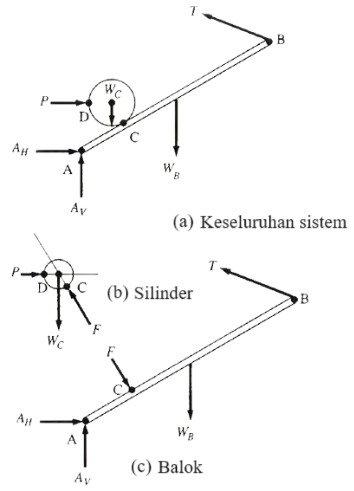 T
B
P
W_C
D
C
A_H
A
W_B
A_V
(a) Keseluruhan sistem
P
D
C
(b) Silinder
F
W_C
T
B
F
C
A_H
A
W_B
A_V
(c) Balok